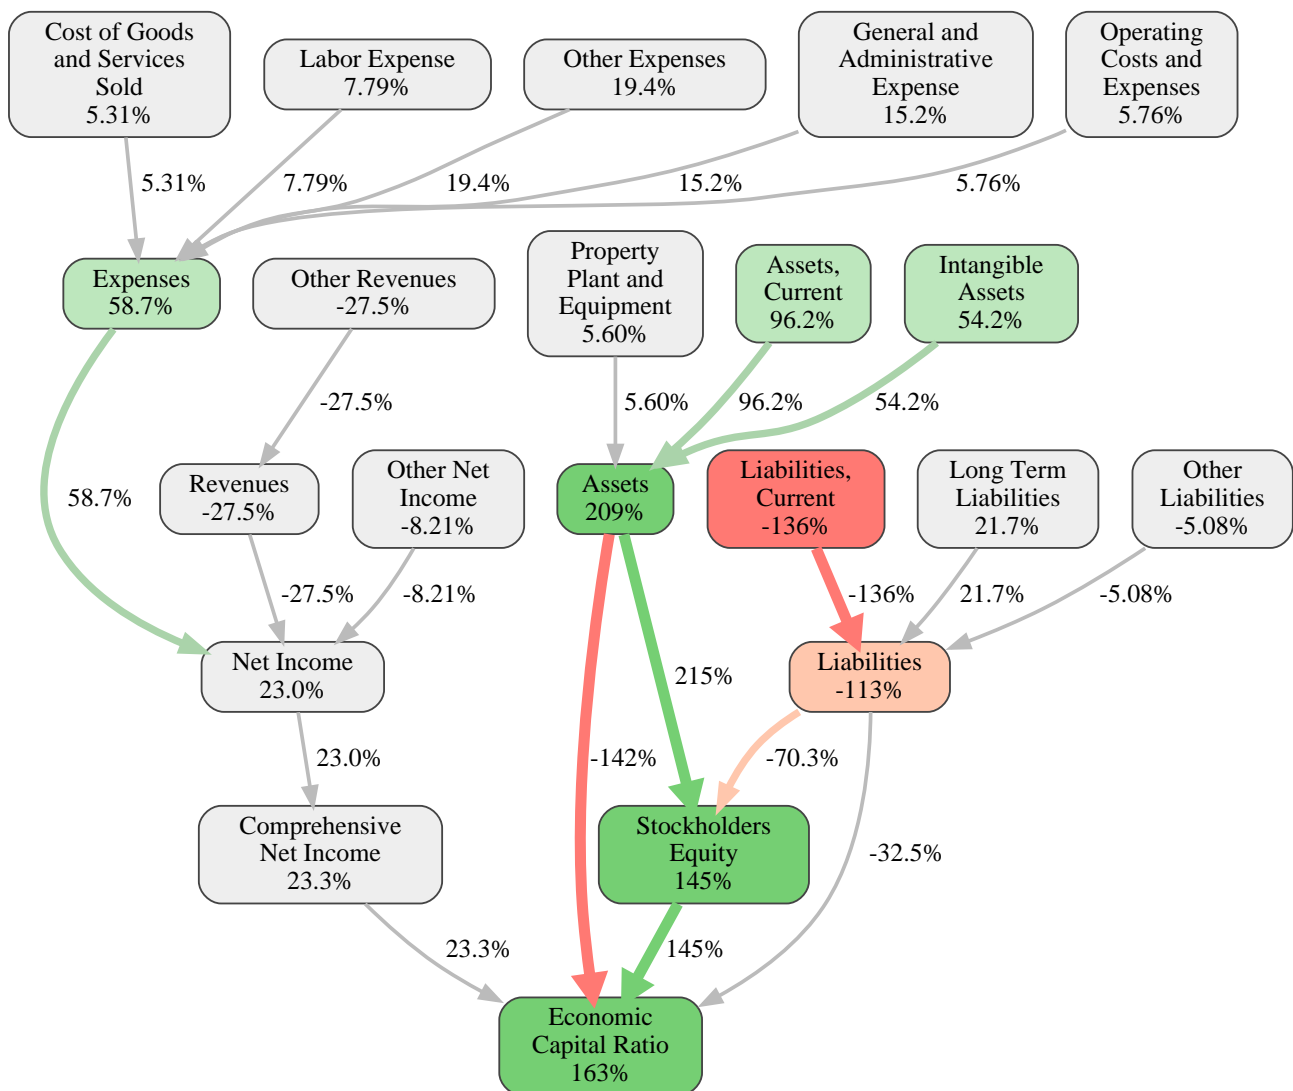 Cost of Goods
and Services
Sold
5.31%
Labor Expense
7.79%
Other Expenses
19.4%
General and
Administrative
Expense
15.2%
Operating
Costs and
Expenses
5.76%
5.31%
7.79%
19.4%
15.2%
5.76%
Expenses
58.7%
Other Revenues
-27.5%
Property
Plant and
Equipment
5.60%
Assets,
Current
96.2%
Intangible
Assets
54.2%
-27.5%
5.60%
96.2%
54.2%
58.7%
Revenues
-27.5%
Other Net
Income
-8.21%
Assets
209%
Liabilities,
Current
-136%
Long Term
Liabilities
21.7%
Other
Liabilities
-5.08%
-27.5%
-8.21%
-136%
21.7%
-5.08%
Net Income
23.0%
215%
Liabilities
-113%
23.0%
-142%
-70.3%
Comprehensive
Net Income
23.3%
Stockholders
Equity
145%
-32.5%
23.3%
145%
Economic
Capital Ratio
163%